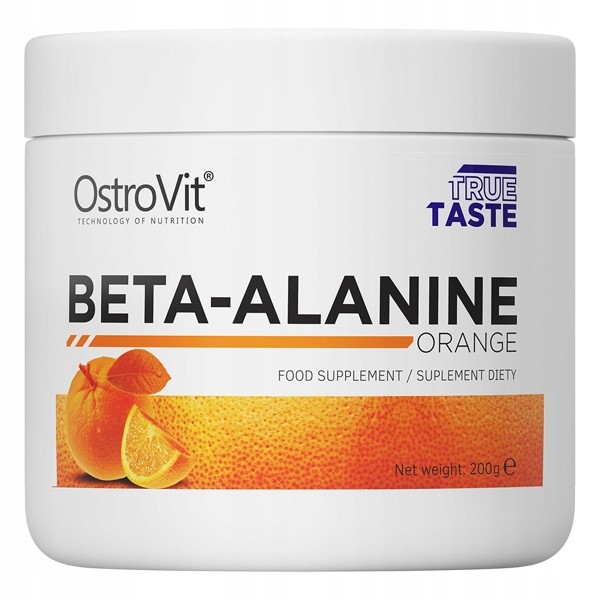 OstroVit®
TECHNOLOGY OF NUTRITION
TRUE
TASTE
BETA-ALANINE
ORANGE
FOOD SUPPLEMENT / SUPLEMENT DIETY
Net weight: 200g ℮